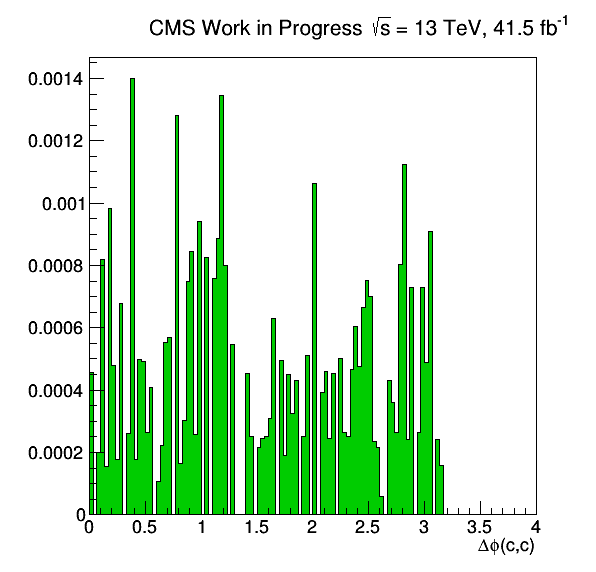 CMS Work in Progress √s = 13 TeV, 41.5 fb⁻¹
0.0014
0.0012
0.001
0.0008
0.0006
0.0004
0.0002
0
0 0.5 1 1.5 2 2.5 3 3.5 4
Δϕ(c,c)